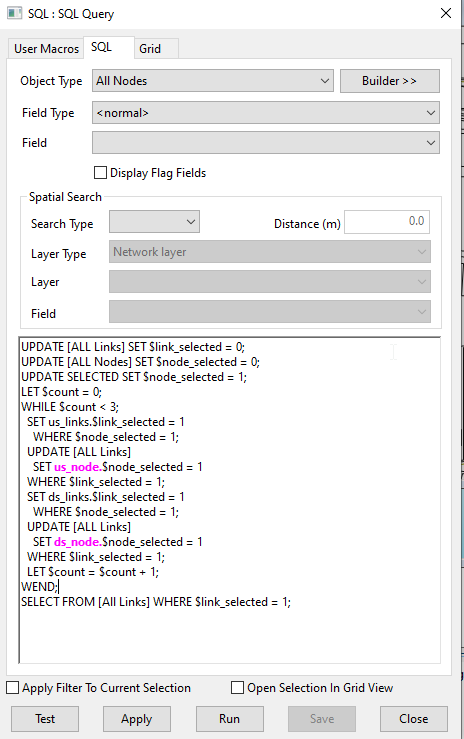 SQL : SQL Query
User Macros SQL Grid
Object Type All Nodes Builder >>
Field Type <normal>
Field
Display Flag Fields
Spatial Search
Search Type Distance (m) 0.0
Layer Type Network layer
Layer
Field
UPDATE [ALL Links] SET $link_selected = 0;
UPDATE [ALL Nodes] SET $node_selected = 0;
UPDATE SELECTED SET $node_selected = 1;
LET $count = 0;
WHILE $count < 3;
SET us_links.$link_selected = 1
WHERE $node_selected = 1;
UPDATE [ALL Links]
SET us_node.$node_selected = 1
WHERE $link_selected = 1;
SET ds_links.$link_selected = 1
WHERE $node_selected = 1;
UPDATE [ALL Links]
SET ds_node.$node_selected = 1
WHERE $link_selected = 1;
LET $count = $count + 1;
WEND;
SELECT FROM [All Links] WHERE $link_selected = 1;
Apply Filter To Current Selection Open Selection In Grid View
Test Apply Run Save Close